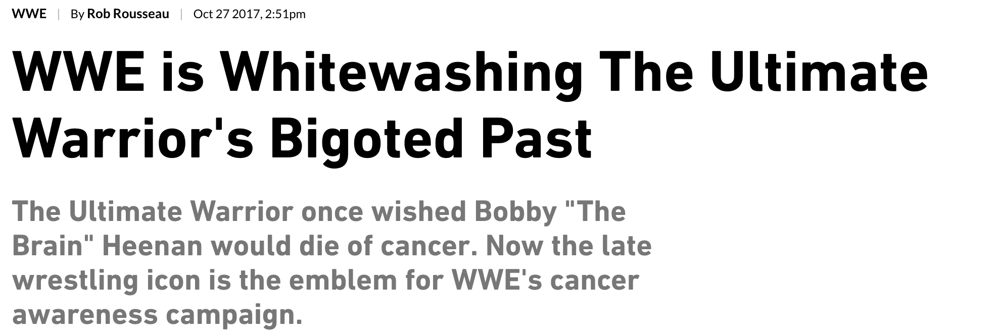 WWE | By Rob Rousseau | Oct 27 2017, 2:51pm
WWE is Whitewashing The Ultimate
Warrior's Bigoted Past
The Ultimate Warrior once wished Bobby "The
Brain" Heenan would die of cancer. Now the late
wrestling icon is the emblem for WWE's cancer
awareness campaign.